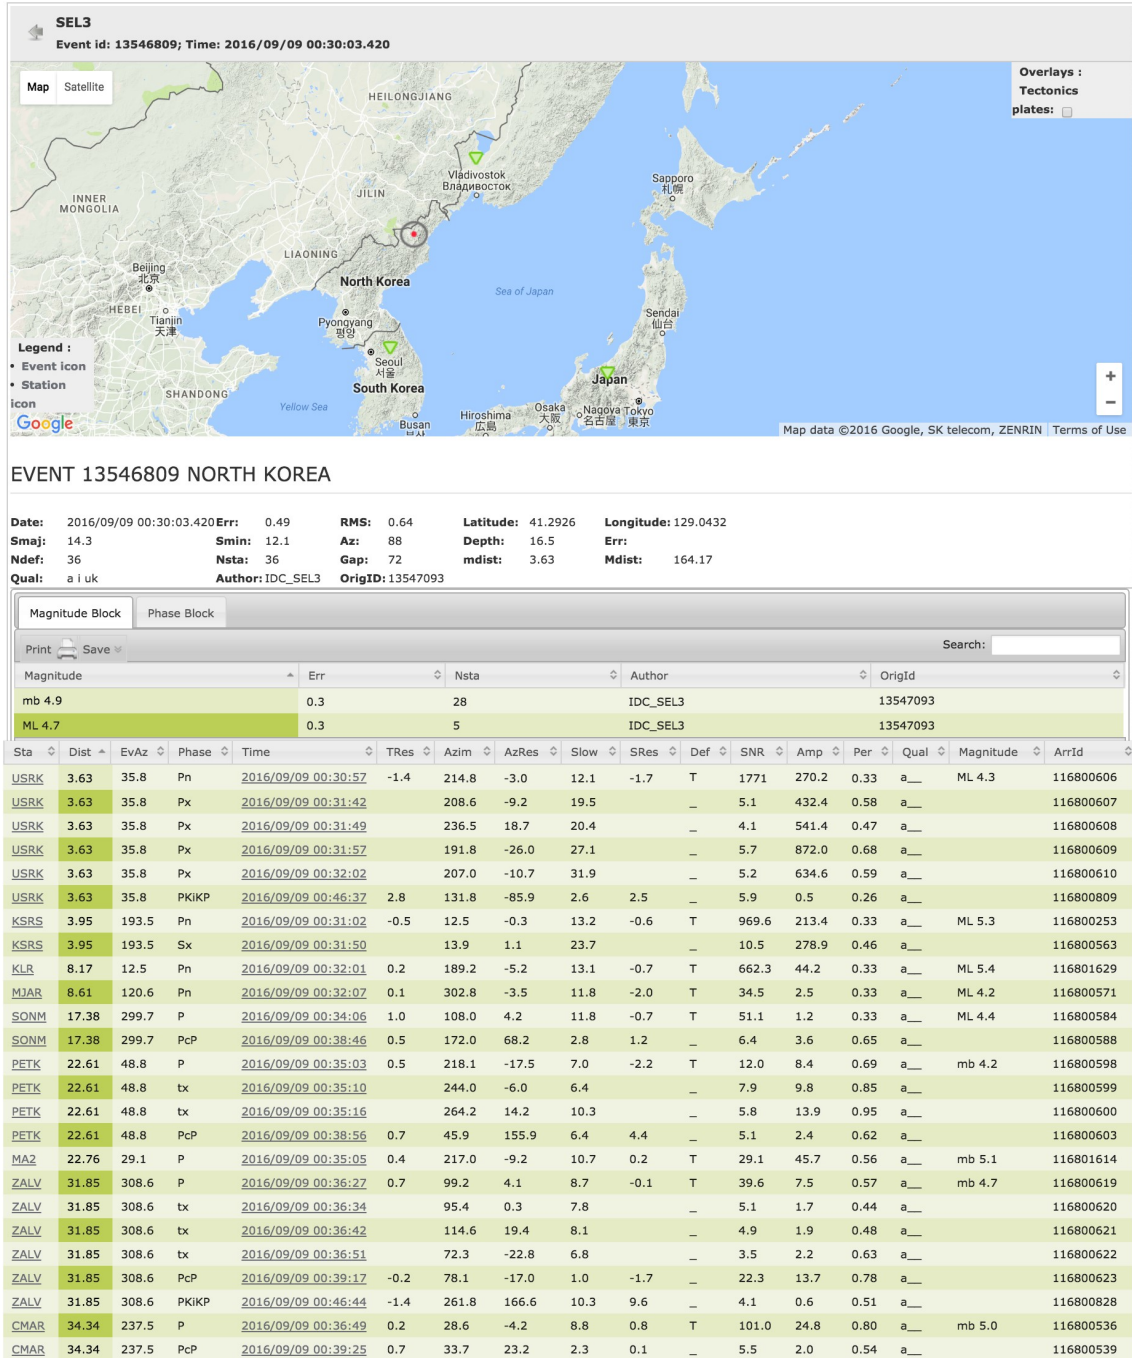 SEL3
Event id: 13546809; Time: 2016/09/09 00:30:03.420
Map Satellite
Overlays :
Tectonics
plates:
HEILONGJIANG
Vladivostok
Владивосток
Sapporo
札幌
JILIN
INNER
MONGOLIA
LIAONING
Beijing
北京
North Korea
Sea of Japan
HEBEI
Tianjin
天津
Pyongyang
평양
Sendai
仙台
Legend :
• Event icon
• Station
icon
Seoul
서울
South Korea
Japan
SHANDONG
Yellow Sea
Busan
Hiroshima
広島
Osaka
大阪
Nagoya
名古屋
Tokyo
東京
+
−
Google
Map data ©2016 Google, SK telecom, ZENRIN Terms of Use
EVENT 13546809 NORTH KOREA
Date: 2016/09/09 00:30:03.420 Err: 0.49 RMS: 0.64 Latitude: 41.2926 Longitude: 129.0432
Smaj: 14.3 Smin: 12.1 Az: 88 Depth: 16.5 Err:
Ndef: 36 Nsta: 36 Gap: 72 mdist: 3.63 Mdist: 164.17
Qual: a i uk Author: IDC_SEL3 OrigID: 13547093
Magnitude Block Phase Block
Print Save Search:
Magnitude Err Nsta Author OrigId
mb 4.9 0.3 28 IDC_SEL3 13547093
ML 4.7 0.3 5 IDC_SEL3 13547093
Sta Dist EvAz Phase Time TRes Azim AzRes Slow SRes Def SNR Amp Per Qual Magnitude ArrId
USRK 3.63 35.8 Pn 2016/09/09 00:30:57 -1.4 214.8 -3.0 12.1 -1.7 T 1771 270.2 0.33 a__ ML 4.3 116800606
USRK 3.63 35.8 Px 2016/09/09 00:31:42 208.6 -9.2 19.5 _ 5.1 432.4 0.58 a__ 116800607
USRK 3.63 35.8 Px 2016/09/09 00:31:49 236.5 18.7 20.4 _ 4.1 541.4 0.47 a__ 116800608
USRK 3.63 35.8 Px 2016/09/09 00:31:57 191.8 -26.0 27.1 _ 5.7 872.0 0.68 a__ 116800609
USRK 3.63 35.8 Px 2016/09/09 00:32:02 207.0 -10.7 31.9 _ 5.2 634.6 0.59 a__ 116800610
USRK 3.63 35.8 PKiKP 2016/09/09 00:46:37 2.8 131.8 -85.9 2.6 2.5 _ 5.9 0.5 0.26 a__ 116800809
KSRS 3.95 193.5 Pn 2016/09/09 00:31:02 -0.5 12.5 -0.3 13.2 -0.6 T 969.6 213.4 0.33 a__ ML 5.3 116800253
KSRS 3.95 193.5 Sx 2016/09/09 00:31:50 13.9 1.1 23.7 _ 10.5 278.9 0.46 a__ 116800563
KLR 8.17 12.5 Pn 2016/09/09 00:32:01 0.2 189.2 -5.2 13.1 -0.7 T 662.3 44.2 0.33 a__ ML 5.4 116801629
MJAR 8.61 120.6 Pn 2016/09/09 00:32:07 0.1 302.8 -3.5 11.8 -2.0 T 34.5 2.5 0.33 a__ ML 4.2 116800571
SONM 17.38 299.7 P 2016/09/09 00:34:06 1.0 108.0 4.2 11.8 -0.7 T 51.1 1.2 0.33 a__ ML 4.4 116800584
SONM 17.38 299.7 PcP 2016/09/09 00:38:46 0.5 172.0 68.2 2.8 1.2 _ 6.4 3.6 0.65 a__ 116800588
PETK 22.61 48.8 P 2016/09/09 00:35:03 0.5 218.1 -17.5 7.0 -2.2 T 12.0 8.4 0.69 a__ mb 4.2 116800598
PETK 22.61 48.8 tx 2016/09/09 00:35:10 244.0 -6.0 6.4 _ 7.9 9.8 0.85 a__ 116800599
PETK 22.61 48.8 tx 2016/09/09 00:35:16 264.2 14.2 10.3 _ 5.8 13.9 0.95 a__ 116800600
PETK 22.61 48.8 PcP 2016/09/09 00:38:56 0.7 45.9 155.9 6.4 4.4 _ 5.1 2.4 0.62 a__ 116800603
MA2 22.76 29.1 P 2016/09/09 00:35:05 0.4 217.0 -9.2 10.7 0.2 T 29.1 45.7 0.56 a__ mb 5.1 116801614
ZALV 31.85 308.6 P 2016/09/09 00:36:27 0.7 99.2 4.1 8.7 -0.1 T 39.6 7.5 0.57 a__ mb 4.7 116800619
ZALV 31.85 308.6 tx 2016/09/09 00:36:34 95.4 0.3 7.8 _ 5.1 1.7 0.44 a__ 116800620
ZALV 31.85 308.6 tx 2016/09/09 00:36:42 114.6 19.4 8.1 _ 4.9 1.9 0.48 a__ 116800621
ZALV 31.85 308.6 tx 2016/09/09 00:36:51 72.3 -22.8 6.8 _ 3.5 2.2 0.63 a__ 116800622
ZALV 31.85 308.6 PcP 2016/09/09 00:39:17 -0.2 78.1 -17.0 1.0 -1.7 _ 22.3 13.7 0.78 a__ 116800623
ZALV 31.85 308.6 PKiKP 2016/09/09 00:46:44 -1.4 261.8 166.6 10.3 9.6 _ 4.1 0.6 0.51 a__ 116800828
CMAR 34.34 237.5 P 2016/09/09 00:36:49 0.2 28.6 -4.2 8.8 0.8 T 101.0 24.8 0.80 a__ mb 5.0 116800536
CMAR 34.34 237.5 PcP 2016/09/09 00:39:25 0.7 33.7 23.2 2.3 0.1 _ 5.5 2.0 0.54 a__ 116800539